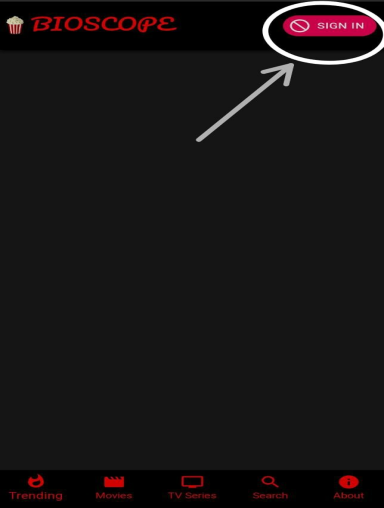 BIOSCOPE
SIGN IN
Trending
Movies
TV Series
Search
About